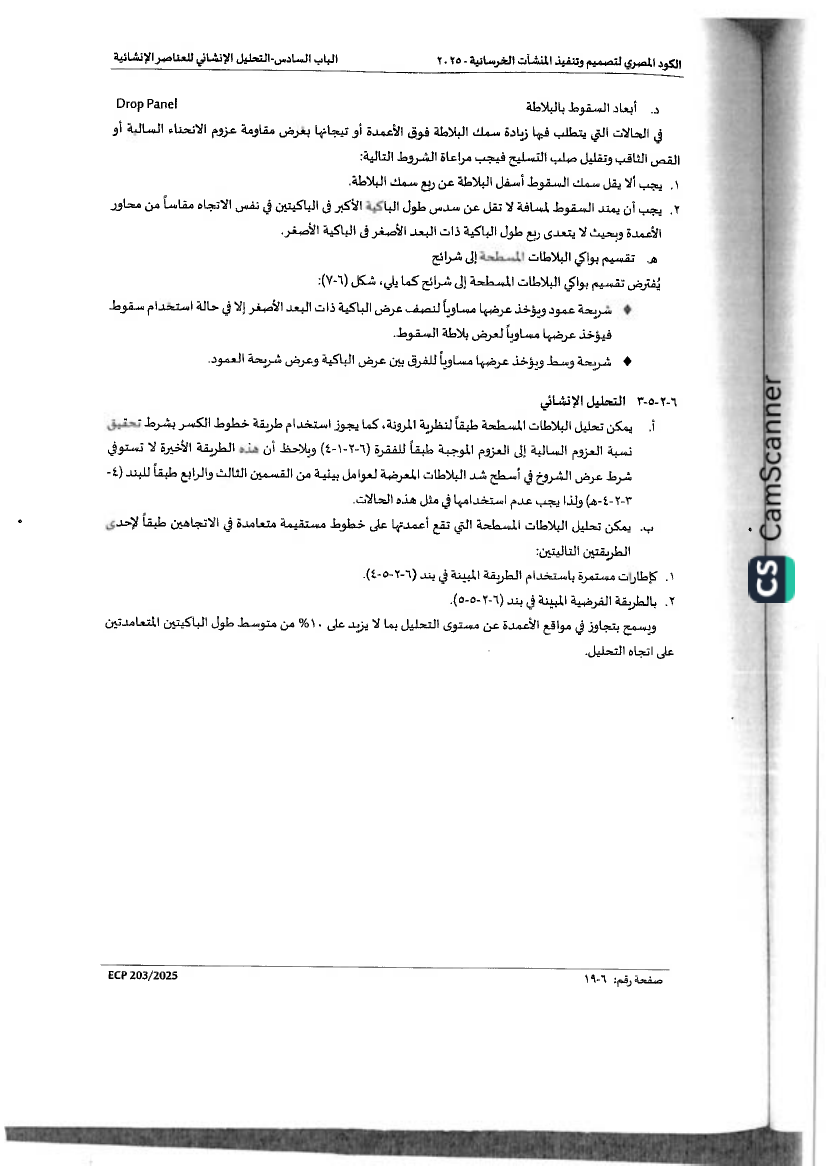 الكود المصري لتصميم وتنفيذ المنشآت الخرسانية - ٢٠٢٥ الباب السادس-التحليل الإنشائي للعناصر الإنشائية
د. أبعاد السقوط بالبلاطة Drop Panel
في الحالات التي يتطلب فيها زيادة سمك البلاطة فوق الأعمدة أو تيجانها بغرض مقاومة عزوم الانحناء السالبة أو
القص الثاقب وتقليل صلب التسليح فيجب مراعاة الشروط التالية:
١. يجب ألا يقل سمك السقوط أسفل البلاطة عن ربع سمك البلاطة.
٢. يجب أن يمتد السقوط لمسافة لا تقل عن سدس طول الباكية الأكبر فى الباكيتين في نفس الاتجاه مقاساً من محاور
الأعمدة وبحيث لا يتعدى ربع طول الباكية ذات البعد الأصغر فى الباكية الأصغر.
هـ. تقسيم بواكي البلاطات المسطحة إلى شرائح
يُفترض تقسيم بواكي البلاطات المسطحة إلى شرائح كما يلي، شكل (٦-٧):
♦ شريحة عمود ويؤخذ عرضها مساوياً لنصف عرض الباكية ذات البعد الأصغر إلا في حالة استخدام سقوط
فيؤخذ عرضها مساوياً لعرض بلاطة السقوط.
♦ شريحة وسط ويؤخذ عرضها مساوياً للفرق بين عرض الباكية وعرض شريحة العمود.
٦-٢-٥-٣ التحليل الإنشائي
أ. يمكن تحليل البلاطات المسطحة طبقاً لنظرية المرونة، كما يجوز استخدام طريقة خطوط الكسر بشرط تحقيق
نسبة العزوم السالبة إلى العزوم الموجبة طبقاً للفقرة (٦-٢-١-٤) ويلاحظ أن هذه الطريقة الأخيرة لا تستوفي
شرط عرض الشروخ في أسطح شد البلاطات المعرضة لعوامل بيئية من القسمين الثالث والرابع طبقاً للبند (٤-
٣-٢-٤-هـ) ولذا يجب عدم استخدامها في مثل هذه الحالات.
ب. يمكن تحليل البلاطات المسطحة التي تقع أعمدتها على خطوط مستقيمة متعامدة في الاتجاهين طبقاً لإحدى
الطريقتين التاليتين:
١. كإطارات مستمرة باستخدام الطريقة المبينة في بند (٦-٢-٥-٤).
٢. بالطريقة الفرضية المبينة في بند (٦-٢-٥-٥).
ويسمح بتجاوز في مواقع الأعمدة عن مستوى التحليل بما لا يزيد على ١٠% من متوسط طول الباكيتين المتعامدتين
على اتجاه التحليل.
صفحة رقم: ٦-١٩ ECP 203/2025
CS CamScanner